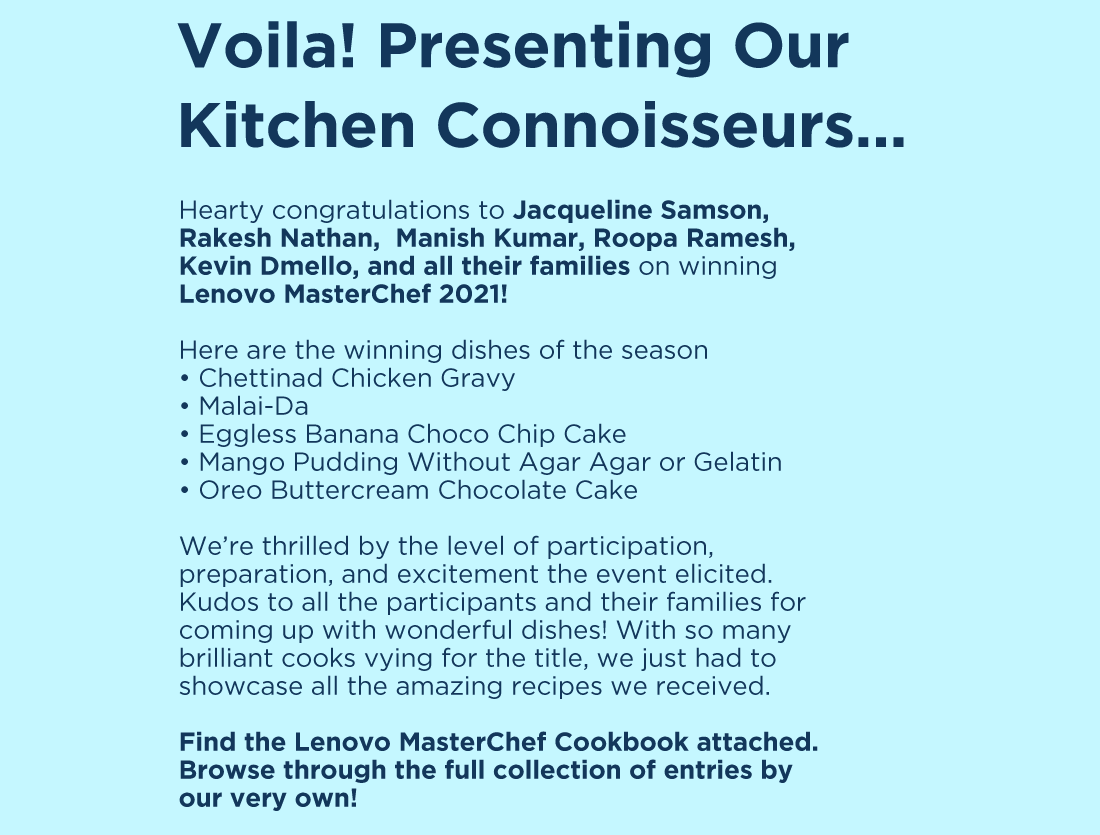 Voila! Presenting Our
Kitchen Connoisseurs...
Hearty congratulations to Jacqueline Samson,
Rakesh Nathan,  Manish Kumar, Roopa Ramesh,
Kevin Dmello, and all their families on winning
Lenovo MasterChef 2021!
Here are the winning dishes of the season
• Chettinad Chicken Gravy
• Malai-Da
• Eggless Banana Choco Chip Cake
• Mango Pudding Without Agar Agar or Gelatin
• Oreo Buttercream Chocolate Cake
We’re thrilled by the level of participation,
preparation, and excitement the event elicited.
Kudos to all the participants and their families for
coming up with wonderful dishes! With so many
brilliant cooks vying for the title, we just had to
showcase all the amazing recipes we received.
Find the Lenovo MasterChef Cookbook attached.
Browse through the full collection of entries by
our very own!